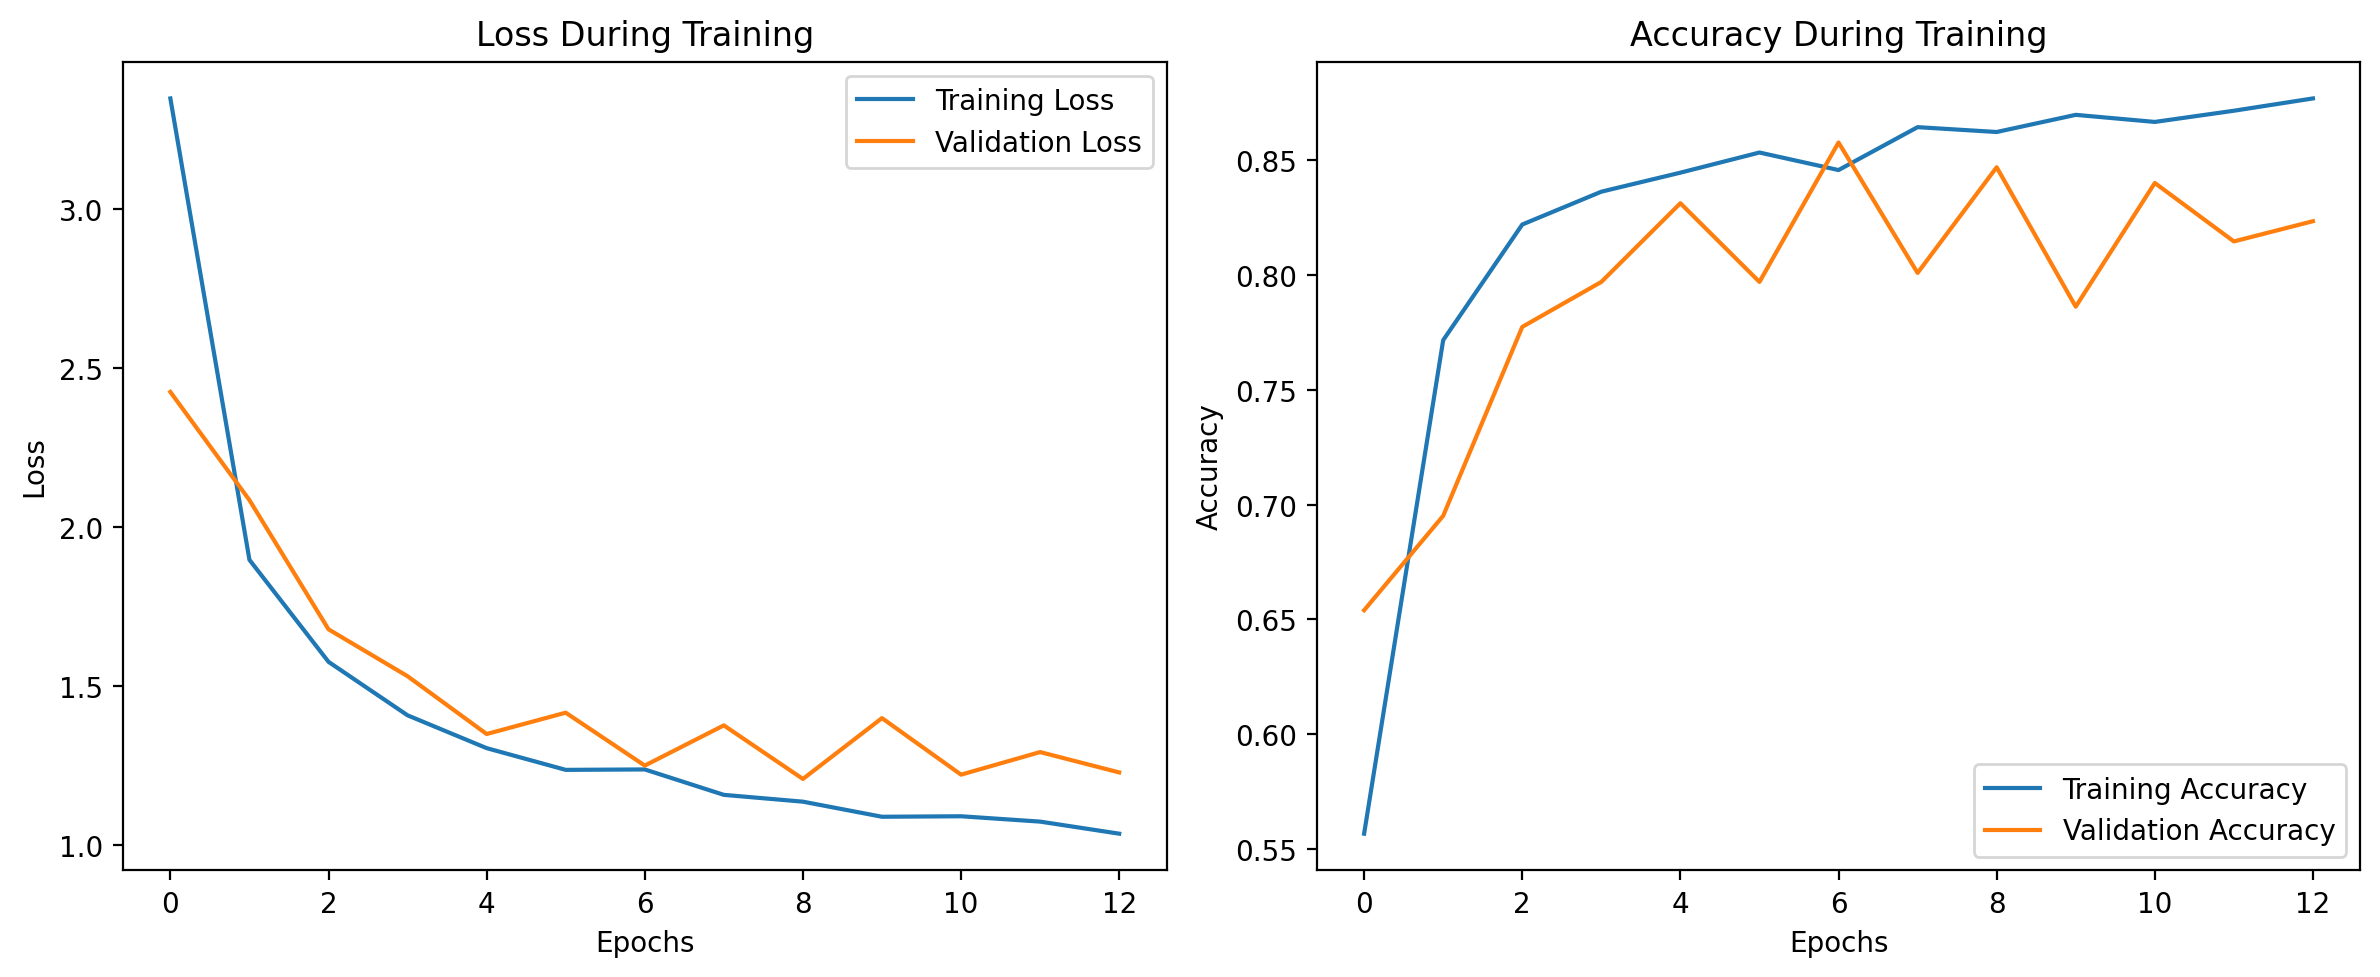 Loss During Training
Training Loss
Validation Loss
3.0
2.5
2.0
1.5
1.0
Loss
0 2 4 6 8 10 12
Epochs
Accuracy During Training
0.85
0.80
0.75
0.70
0.65
0.60
0.55
Accuracy
Training Accuracy
Validation Accuracy
0 2 4 6 8 10 12
Epochs